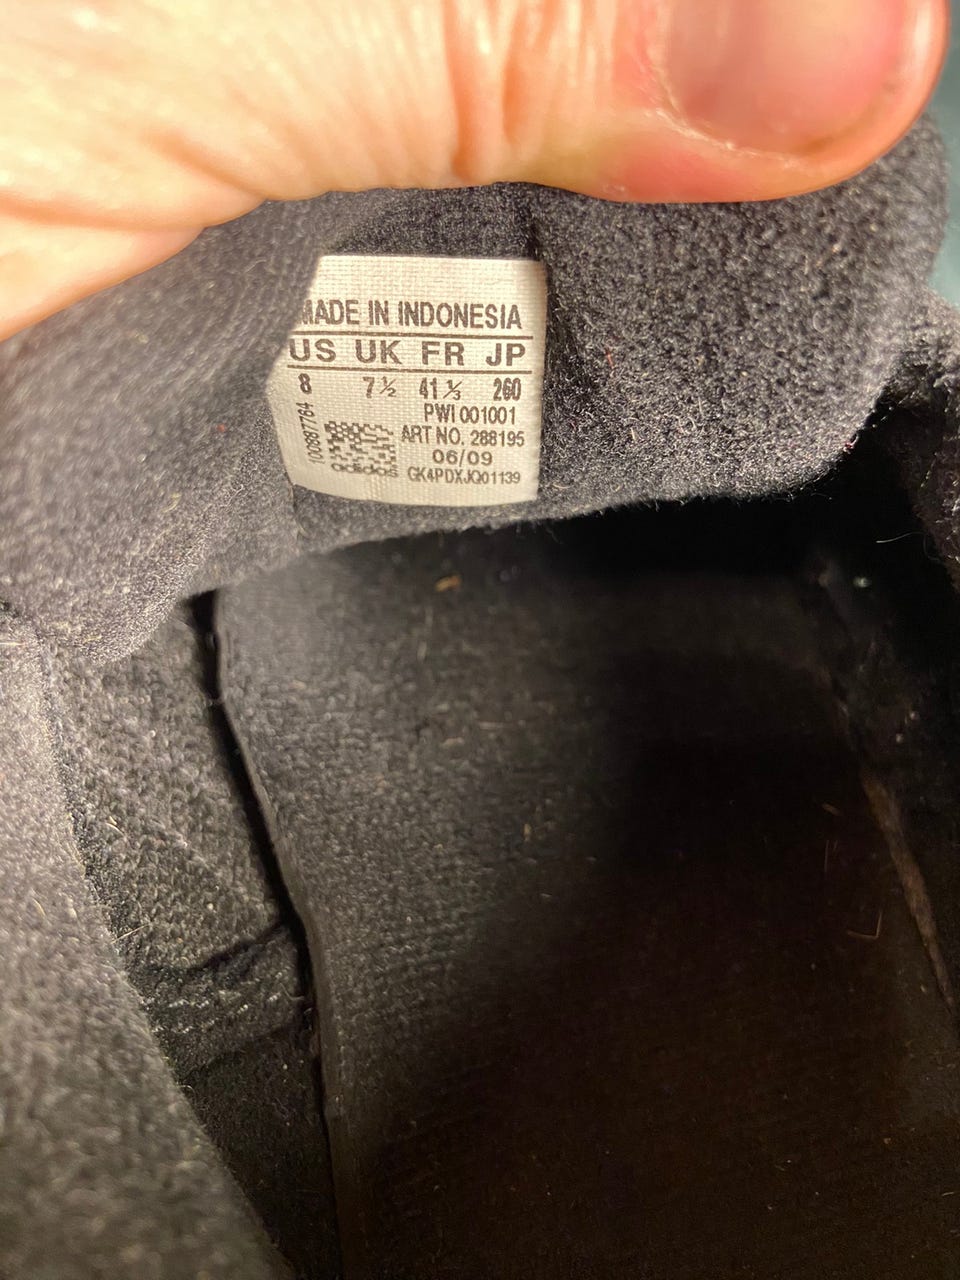 MADE IN INDONESIA
US UK FR JP
8 7½ 41⅓ 260
PWI 001001
ART NO. 288195
06/09
adidas GK4PDXJQ01139